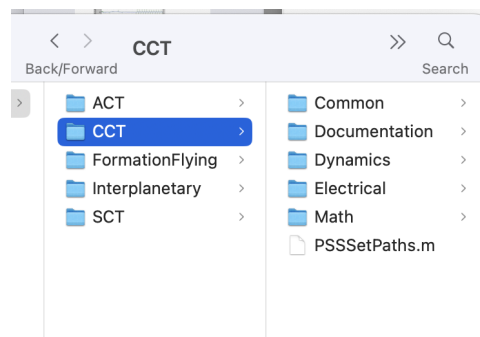 CCT
Back/Forward
Search
ACT
CCT
FormationFlying
Interplanetary
SCT
Common
Documentation
Dynamics
Electrical
Math
PSSSetPaths.m